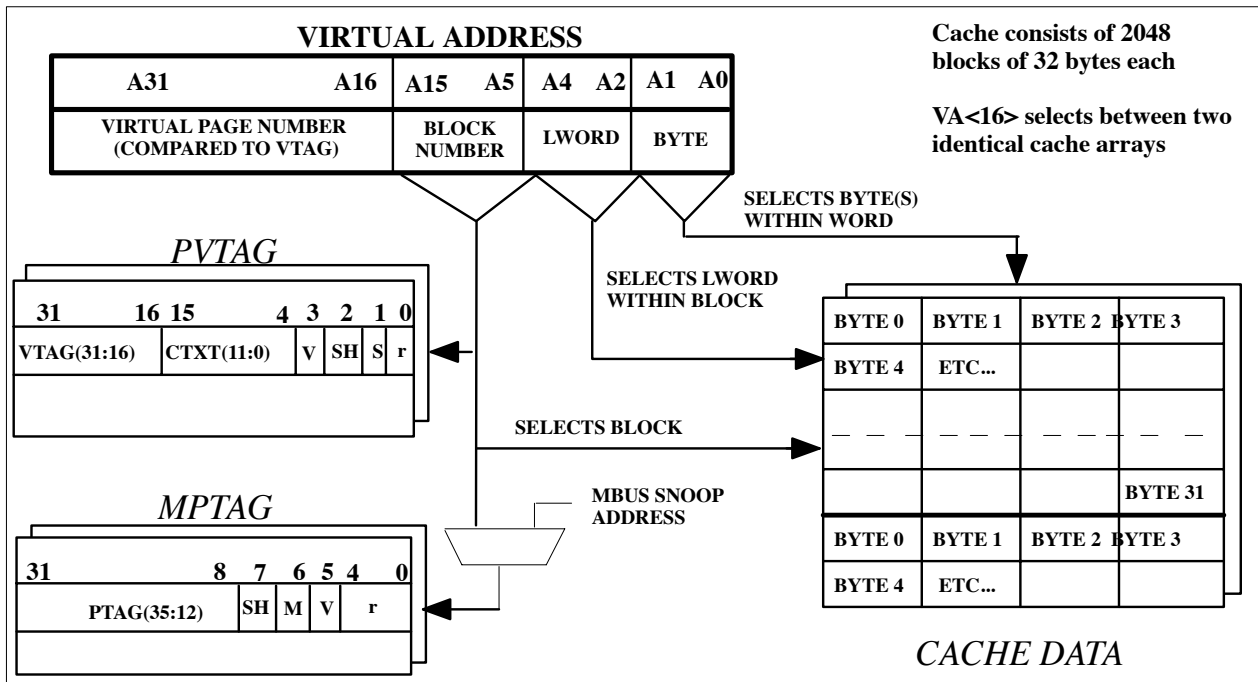 VIRTUAL ADDRESS
A31 A16 A15 A5 A4 A2 A1 A0
VIRTUAL PAGE NUMBER
(COMPARED TO VTAG)
BLOCK
NUMBER
LWORD
BYTE
Cache consists of 2048
blocks of 32 bytes each
VA<16> selects between two
identical cache arrays
SELECTS BYTE(S)
WITHIN WORD
PVTAG
31 16 15 4 3 2 1 0
VTAG(31:16) CTXT(11:0) V SH S r
SELECTS LWORD
WITHIN BLOCK
SELECTS BLOCK
MBUS SNOOP
ADDRESS
MPTAG
31 8 7 6 5 4 0
PTAG(35:12) SH M V r
BYTE 0 BYTE 1 BYTE 2 BYTE 3
BYTE 4 ETC...
BYTE 31
BYTE 0 BYTE 1 BYTE 2 BYTE 3
BYTE 4 ETC...
CACHE DATA